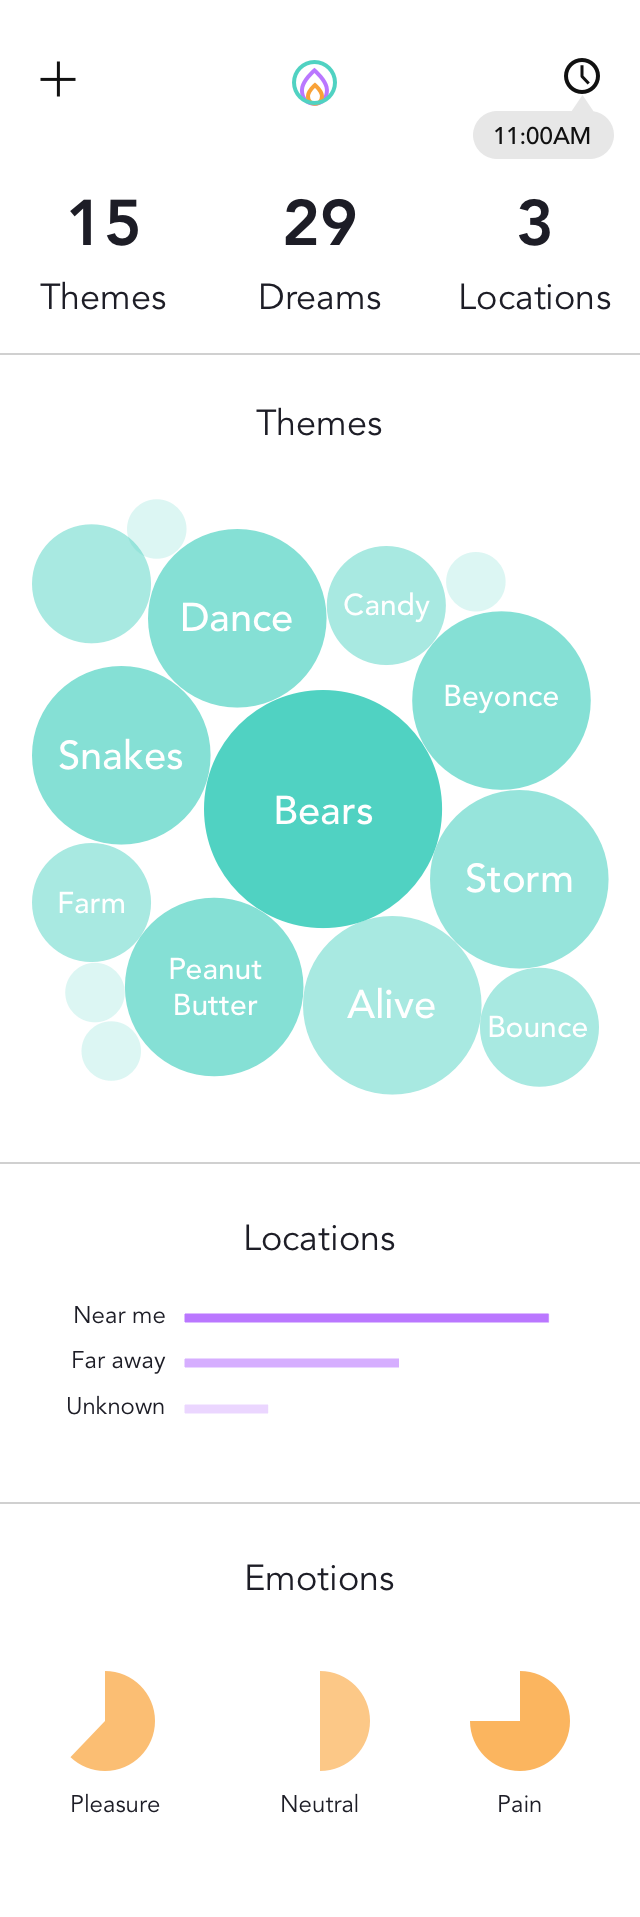 11:00AM
15
29
3
Themes
Dreams
Locations
Themes
Dance
Candy
Beyonce
Snakes
Bears
Storm
Farm
Peanut
Butter
Alive
Bounce
Locations
Near me
Far away
Unknown
Emotions
Pleasure
Neutral
Pain